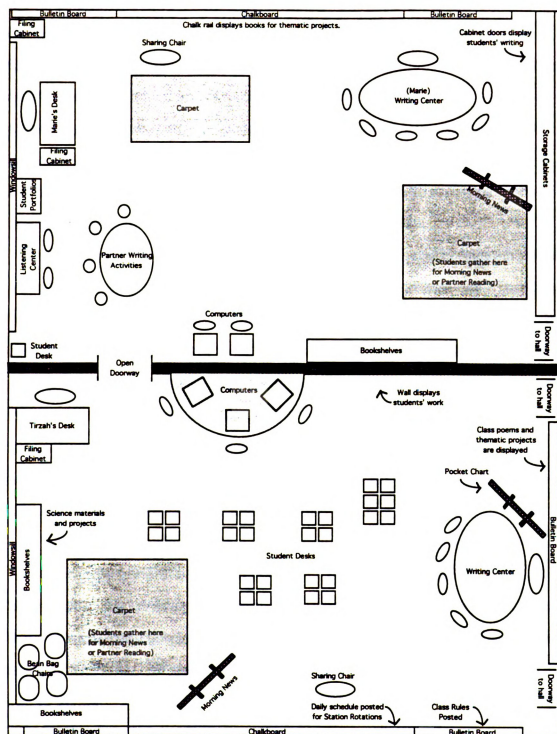 Bulletin Board
Chalkboard
Bulletin Board
Filing
Cabinet
Chalk rail displays books for thematic projects.
Cabinet doors display
students' writing
Sharing Chair
Marie's Desk
Carpet
(Marie)
Writing Center
Filing
Cabinet
Windowwall
Student
Portfolios
Storage Cabinets
Morning News
Listening
Center
Partner Writing
Activities
Carpet
(Students gather here
for Morning News
or Partner Reading)
Computers
Student
Desk
Bookshelves
Doorway
to hall
Open
Doorway
Computers
Wall displays
students' work
Doorway
to hall
Tirzah's Desk
Filing
Cabinet
Class poems and
thematic projects
are displayed
Pocket Chart
Science materials
and projects
Windowwall
Bookshelves
Student Desks
Writing Center
Bulletin Board
Carpet
(Students gather here
for Morning News
or Partner Reading)
Bean Bag
Chairs
Morning News
Sharing Chair
Doorway
to hall
Bookshelves
Daily schedule posted
for Station Rotations
Class Rules
Posted
Bulletin Board
Chalkboard
Bulletin Board